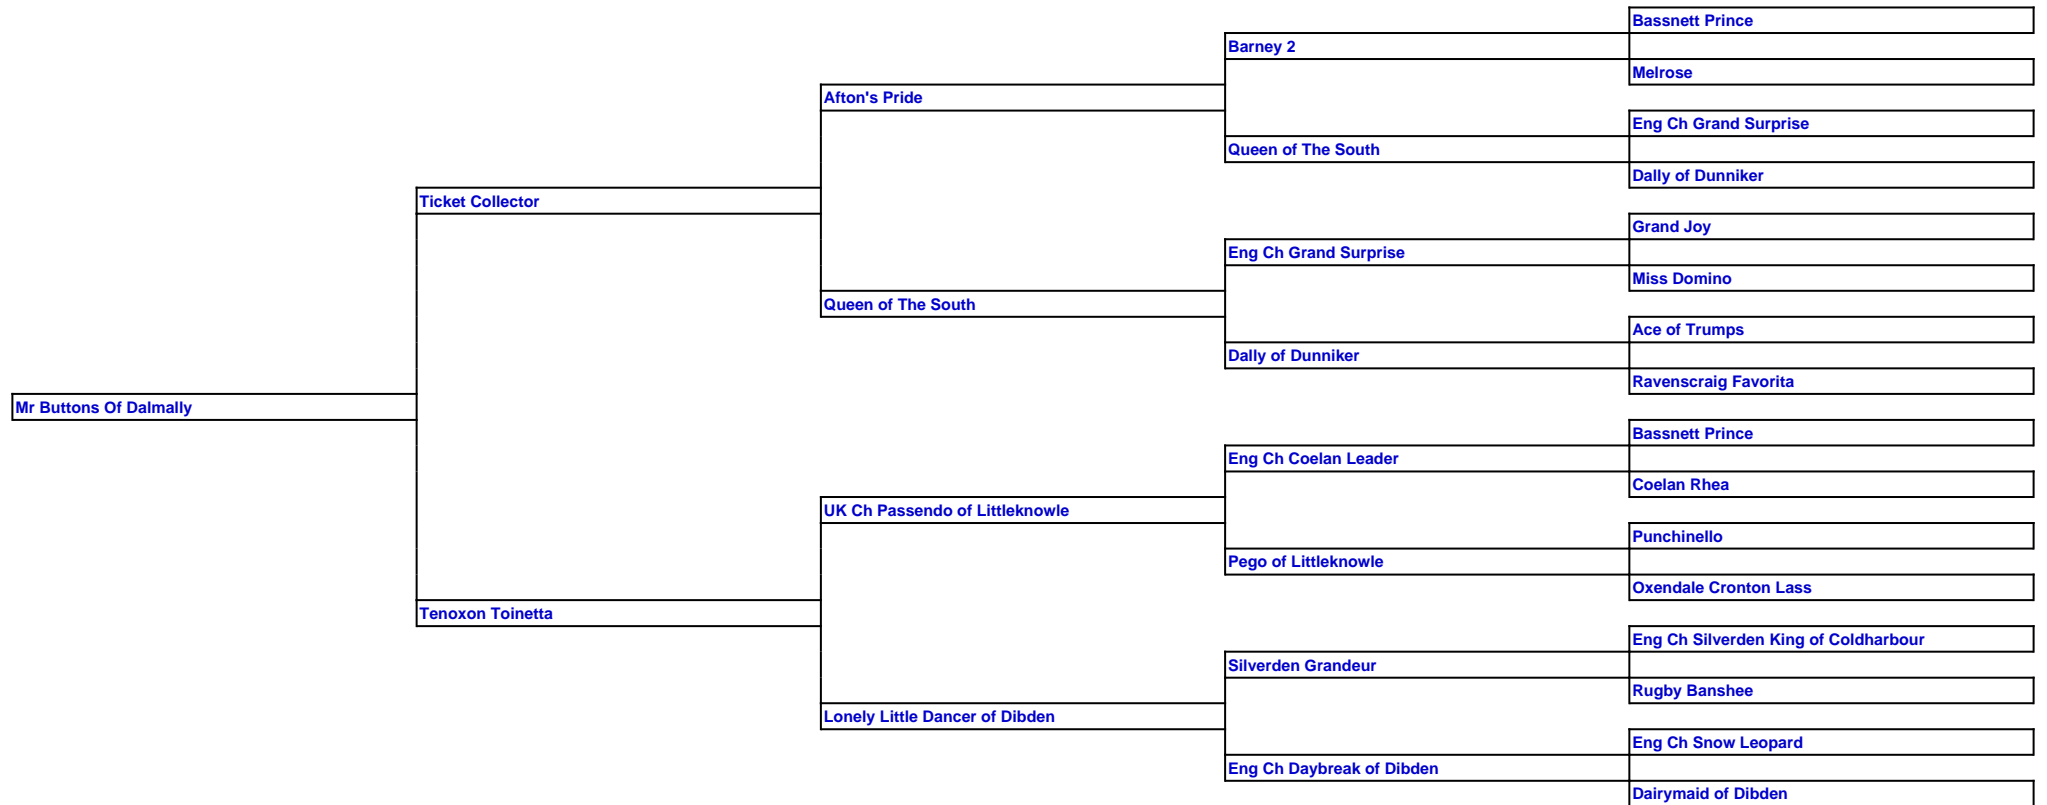 Bassnett Prince
Barney 2
Melrose
Afton's Pride
Eng Ch Grand Surprise
Queen of The South
Dally of Dunniker
Ticket Collector
Grand Joy
Eng Ch Grand Surprise
Miss Domino
Queen of The South
Ace of Trumps
Dally of Dunniker
Ravenscraig Favorita
Mr Buttons Of Dalmally
Bassnett Prince
Eng Ch Coelan Leader
Coelan Rhea
UK Ch Passendo of Littleknowle
Punchinello
Pego of Littleknowle
Oxendale Cronton Lass
Tenoxon Toinetta
Eng Ch Silverden King of Coldharbour
Silverden Grandeur
Rugby Banshee
Lonely Little Dancer of Dibden
Eng Ch Snow Leopard
Eng Ch Daybreak of Dibden
Dairymaid of Dibden